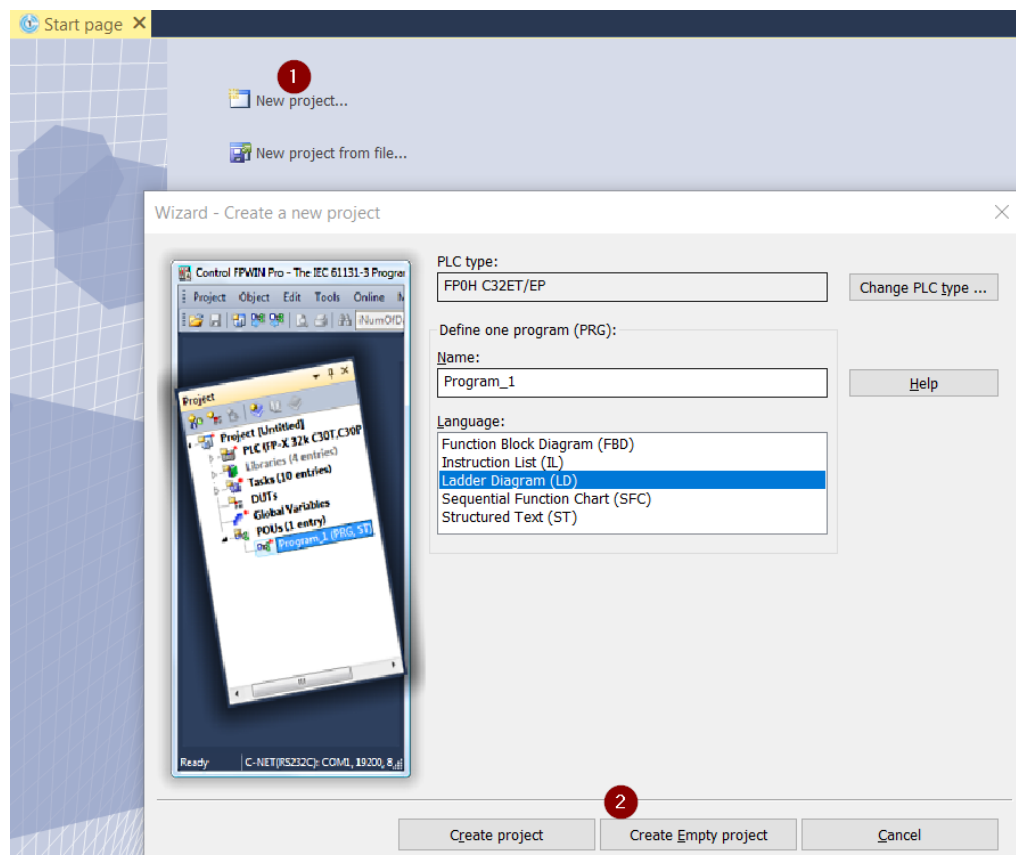 Start page
1
New project...
New project from file...
Wizard - Create a new project
Control FPWIN Pro - The IEC 61131-3 Progra
Project Object Edit Tools Online
iNumOfD
Project
Project [Untitled]
PLC (FP-X 32k C30T,C30P
Libraries (4 entries)
Tasks (10 entries)
DUTs
Global Variables
POUs (1 entry)
Program_1 (PRG, ST)
Ready C-NET(RS232C): COM1, 19200, 8,
PLC type:
FP0H C32ET/EP
Change PLC type ...
Define one program (PRG):
Name:
Program_1
Help
Language:
Function Block Diagram (FBD)
Instruction List (IL)
Ladder Diagram (LD)
Sequential Function Chart (SFC)
Structured Text (ST)
2
Create project Create Empty project Cancel